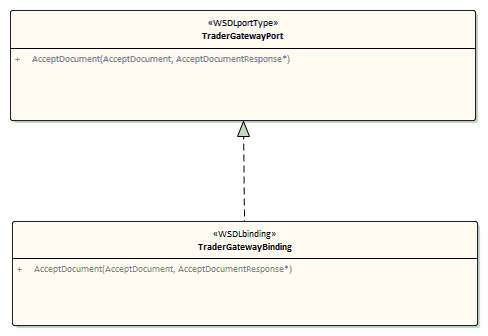 «WSDLportType»
TraderGatewayPort
+ AcceptDocument(AcceptDocument, AcceptDocumentResponse*)
«WSDLbinding»
TraderGatewayBinding
+ AcceptDocument(AcceptDocument, AcceptDocumentResponse*)